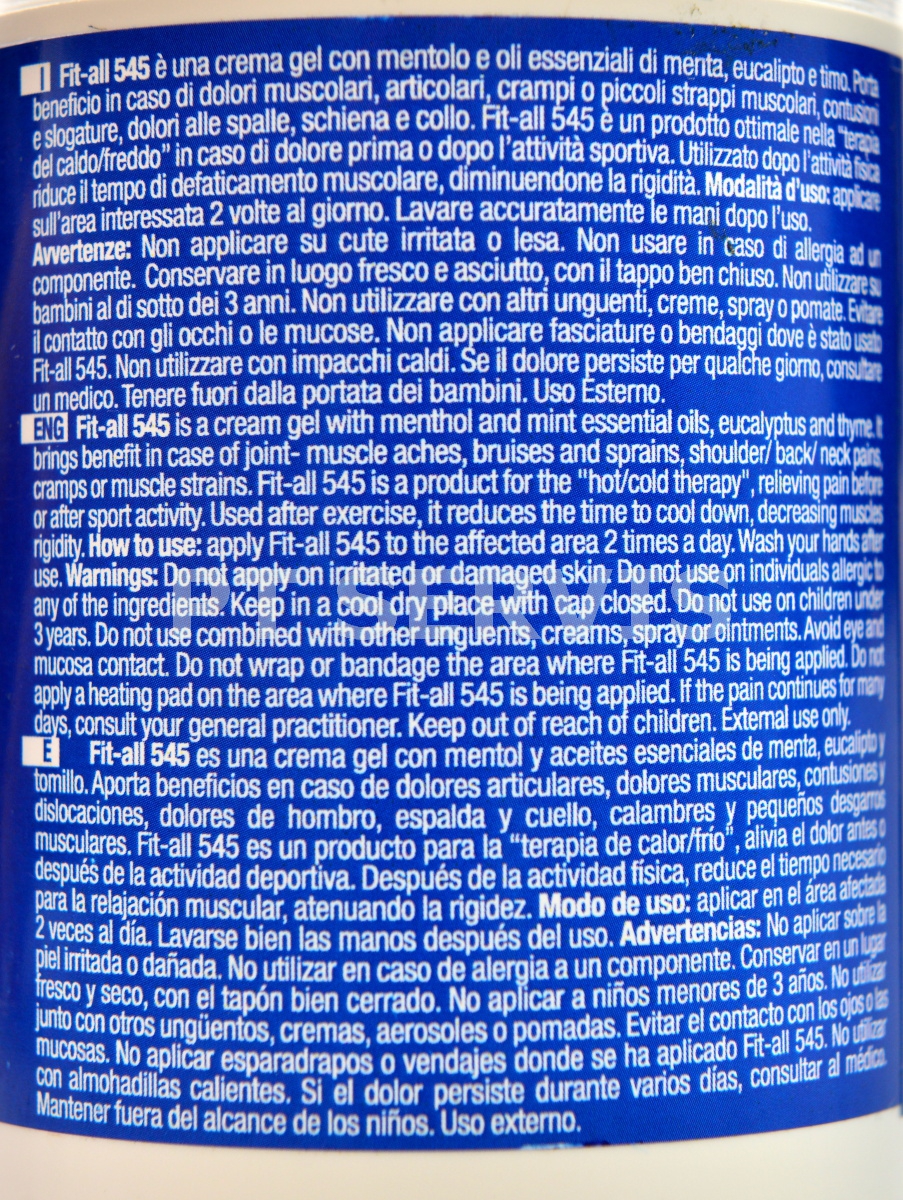 I Fit-all 545 è una crema gel con mentolo e oli essenziali di menta, eucalipto e timo. Porta
beneficio in caso di dolori muscolari, articolari, crampi o piccoli strappi muscolari, contusioni
e slogature, dolori alle spalle, schiena e collo. Fit-all 545 è un prodotto ottimale nella "terapia
del caldo/freddo" in caso di dolore prima o dopo l'attività sportiva. Utilizzato dopo l'attività fisica
riduce il tempo di defaticamento muscolare, diminuendone la rigidità. Modalità d'uso: applicare
sull'area interessata 2 volte al giorno. Lavare accuratamente le mani dopo l'uso.
Avvertenze: Non applicare su cute irritata o lesa. Non usare in caso di allergia ad un
componente. Conservare in luogo fresco e asciutto, con il tappo ben chiuso. Non utilizzare su
bambini al di sotto dei 3 anni. Non utilizzare con altri unguenti, creme, spray o pomate. Evitare
il contatto con gli occhi o le mucose. Non applicare fasciature o bendaggi dove è stato usato
Fit-all 545. Non utilizzare con impacchi caldi. Se il dolore persiste per qualche giorno, consultare
un medico. Tenere fuori dalla portata dei bambini. Uso Esterno.
ENG Fit-all 545 is a cream gel with menthol and mint essential oils, eucalyptus and thyme. It
brings benefit in case of joint- muscle aches, bruises and sprains, shoulder/ back/ neck pains,
cramps or muscle strains. Fit-all 545 is a product for the "hot/cold therapy", relieving pain before
or after sport activity. Used after exercise, it reduces the time to cool down, decreasing muscles
rigidity. How to use: apply Fit-all 545 to the affected area 2 times a day. Wash your hands after
use. Warnings: Do not apply on irritated or damaged skin. Do not use on individuals allergic to
any of the ingredients. Keep in a cool dry place with cap closed. Do not use on children under
PT SERVIS
3 years. Do not use combined with other unguents, creams, spray or ointments. Avoid eye and
mucosa contact. Do not wrap or bandage the area where Fit-all 545 is being applied. Do not
apply a heating pad on the area where Fit-all 545 is being applied. If the pain continues for many
days, consult your general practitioner. Keep out of reach of children. External use only.
E Fit-all 545 es una crema gel con mentol y aceites esenciales de menta, eucalipto y
tomillo. Aporta beneficios en caso de dolores articulares, dolores musculares, contusiones y
dislocaciones, dolores de hombro, espalda y cuello, calambres y pequeños desgarros
musculares. Fit-all 545 es un producto para la "terapia de calor/frío", alivia el dolor antes o
después de la actividad deportiva. Después de la actividad física, reduce el tiempo necesario
para la relajación muscular, atenuando la rigidez. Modo de uso: aplicar en el área afectada
2 veces al día. Lavarse bien las manos después del uso. Advertencias: No aplicar sobre la
piel irritada o dañada. No utilizar en caso de alergia a un componente. Conservar en un lugar
fresco y seco, con el tapón bien cerrado. No aplicar a niños menores de 3 años. No utilizar
junto con otros ungüentos, cremas, aerosoles o pomadas. Evitar el contacto con los ojos o las
mucosas. No aplicar esparadrapos o vendajes donde se ha aplicado Fit-all 545. No utilizar
con almohadillas calientes. Si el dolor persiste durante varios días, consultar al médico.
Mantener fuera del alcance de los niños. Uso externo.